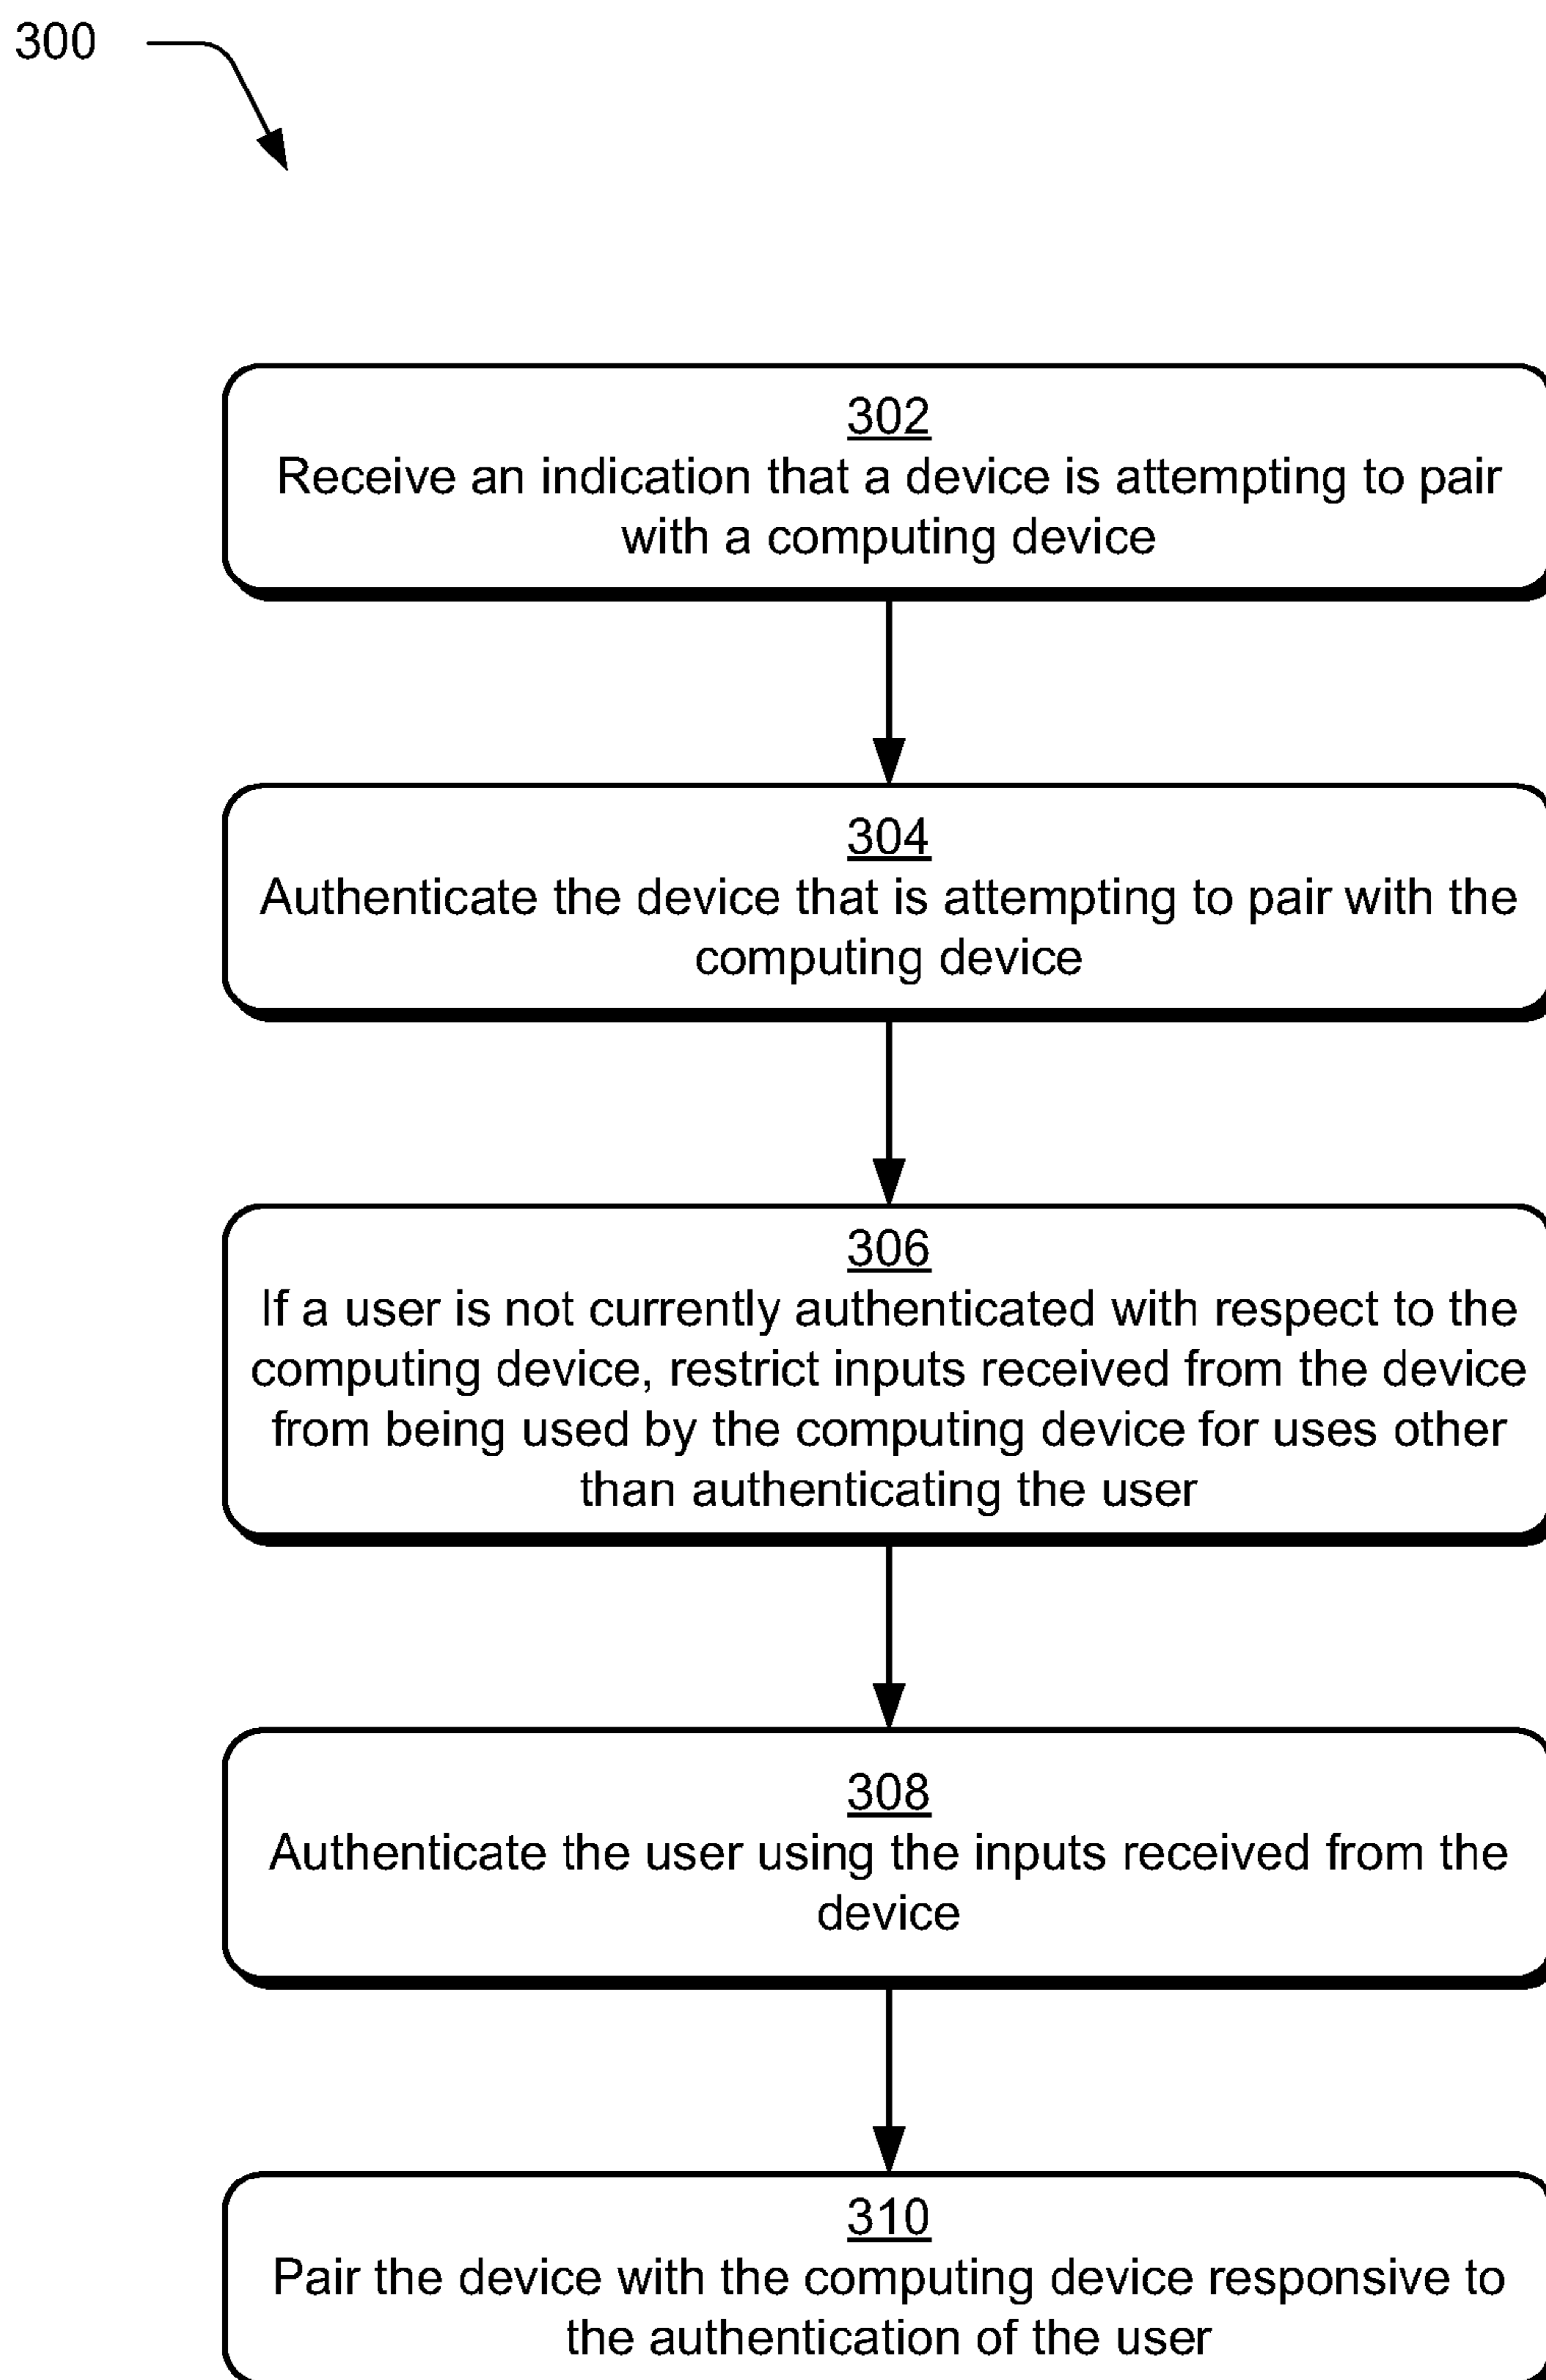 300
302
Receive an indication that a device is attempting to pair
with a computing device
304
Authenticate the device that is attempting to pair with the
computing device
306
If a user is not currently authenticated with respect to the
computing device, restrict inputs received from the device
from being used by the computing device for uses other
than authenticating the user
308
Authenticate the user using the inputs received from the
device
310
Pair the device with the computing device responsive to
the authentication of the user